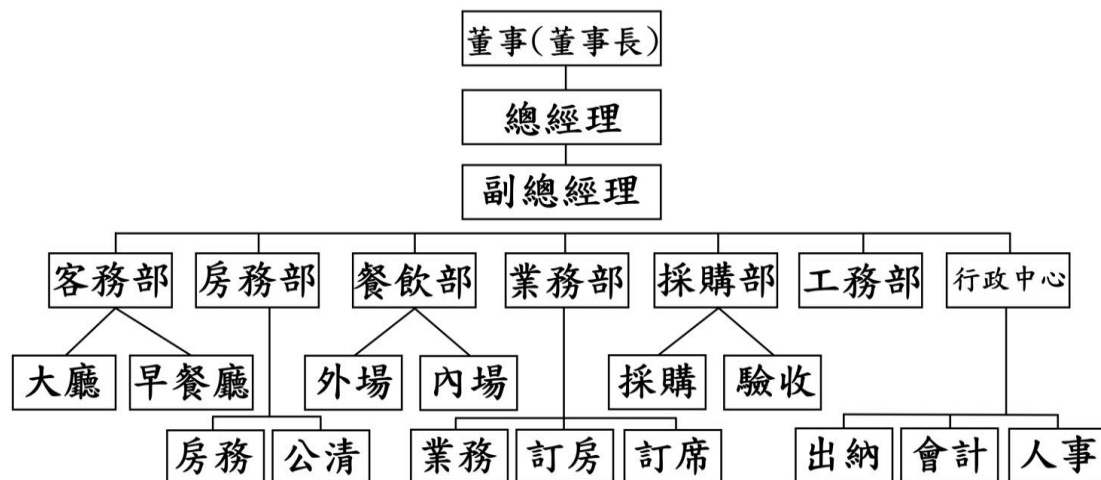 董事(董事長)
總經理
副總經理
客務部 房務部 餐飲部 業務部 採購部 工務部 行政中心
大廳 早餐廳 外場 內場 採購 驗收
房務 公清 業務 訂房 訂席 出納 會計 人事